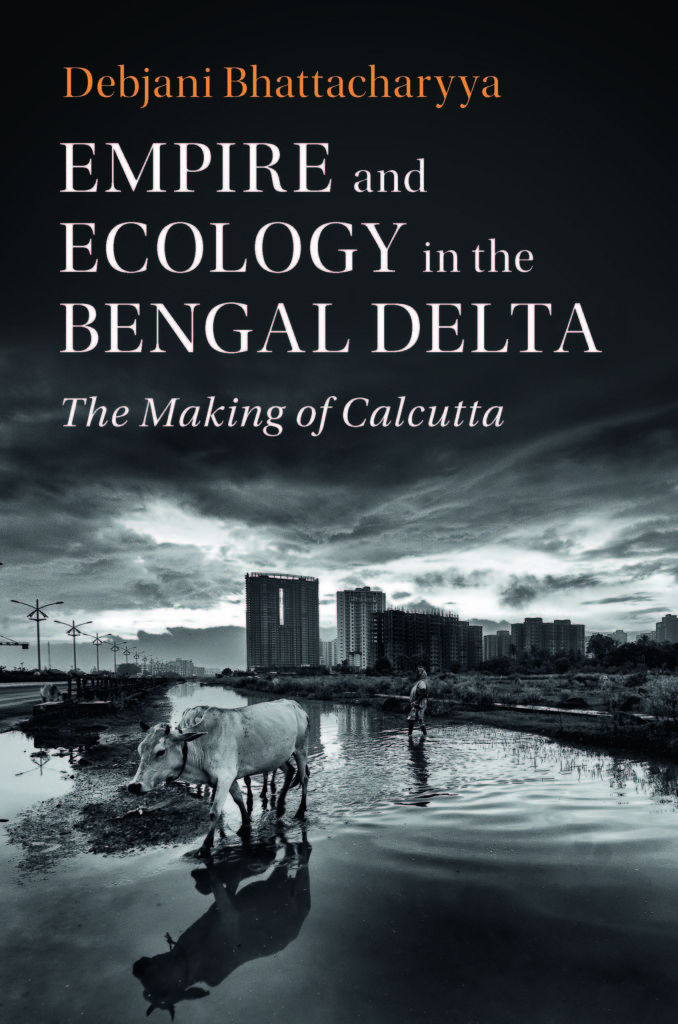 Debjani Bhattacharyya
EMPIRE and
ECOLOGY in the
BENGAL DELTA
The Making of Calcutta